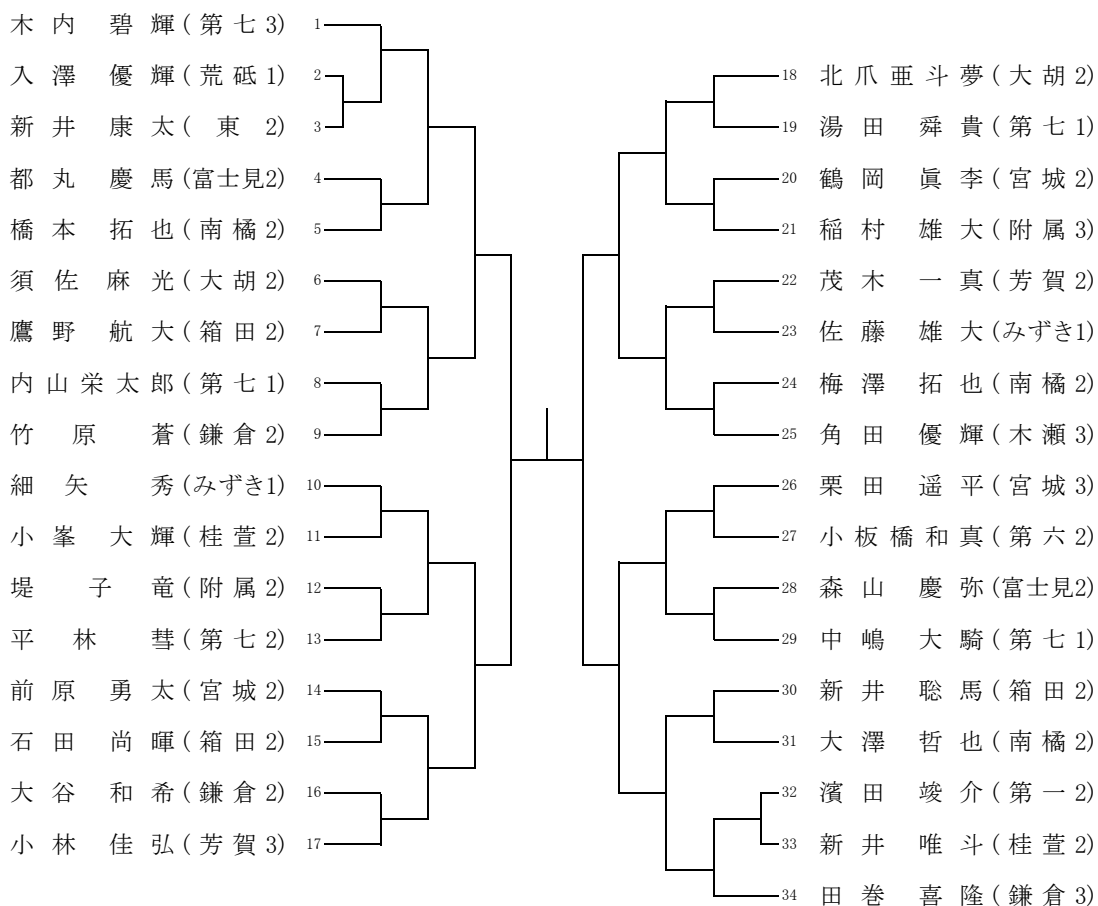 木内 碧輝(第七3) 1
入澤 優輝(荒砥1) 2
新井 康太(東2) 3
都丸 慶馬(富士見2) 4
橋本 拓也(南橘2) 5
須佐 麻光(大胡2) 6
鷹野 航大(箱田2) 7
内山栄太郎(第七1) 8
竹原 蒼(鎌倉2) 9
細矢 秀(みずき1) 10
小峯 大輝(桂萱2) 11
堤 子竜(附属2) 12
平林 彗(第七2) 13
前原 勇太(宮城2) 14
石田 尚暉(箱田2) 15
大谷 和希(鎌倉2) 16
小林 佳弘(芳賀3) 17
18 北爪亜斗夢(大胡2)
19 湯田 舜貴(第七1)
20 鶴岡 眞李(宮城2)
21 稲村 雄大(附属3)
22 茂木 一真(芳賀2)
23 佐藤 雄大(みずき1)
24 梅澤 拓也(南橘2)
25 角田 優輝(木瀬3)
26 栗田 遥平(宮城3)
27 小板橋和真(第六2)
28 森山 慶弥(富士見2)
29 中嶋 大騎(第七1)
30 新井 聡馬(箱田2)
31 大澤 哲也(南橘2)
32 濱田 竣介(第一2)
33 新井 唯斗(桂萱2)
34 田巻 喜隆(鎌倉3)